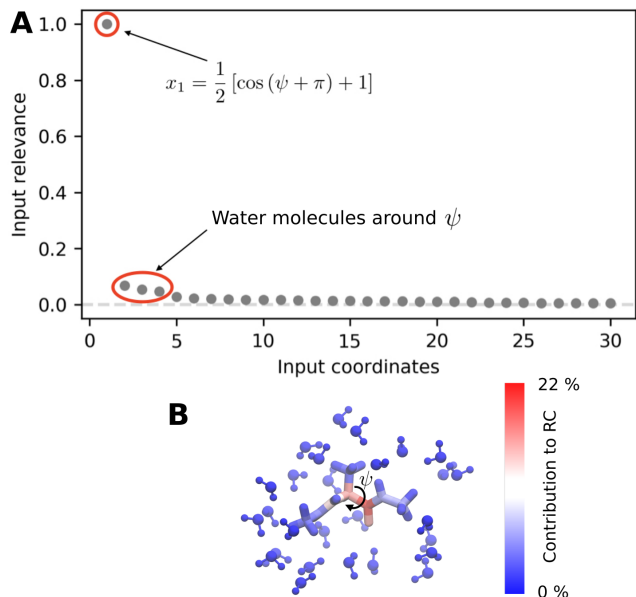 A
1.0
0.8
0.6
0.4
0.2
0.0
Input relevance
x₁ = 1/2 [cos (ψ + π) + 1]
Water molecules around ψ
0 5 10 15 20 25 30
Input coordinates
B
ψ
22 %
Contribution to RC
0 %